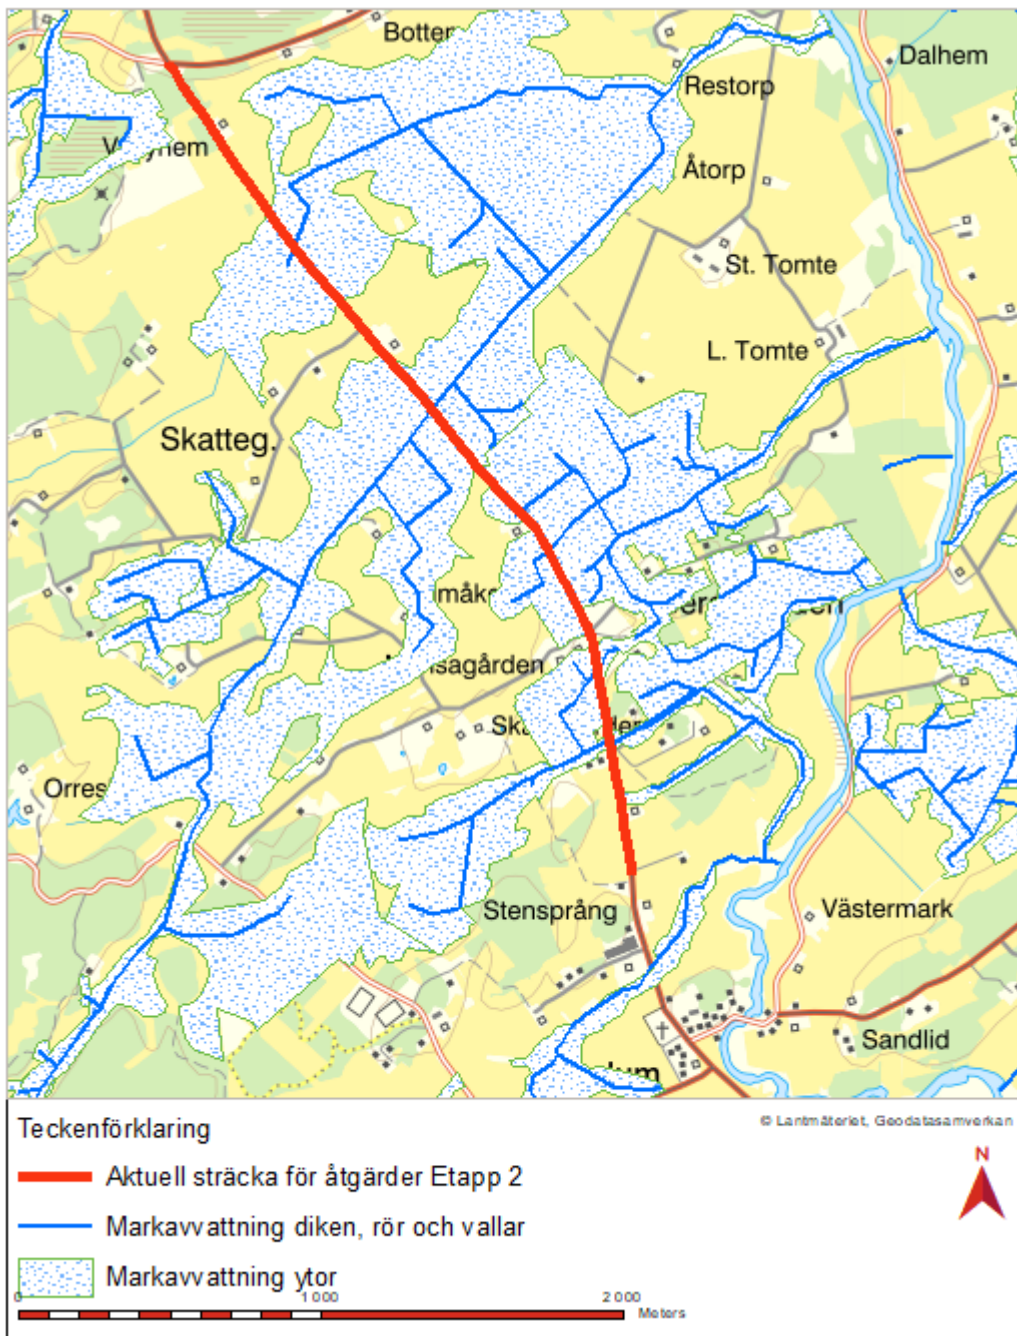 Botten
Dalhem
Restorp
Åtorp
St. Tomte
L. Tomte
Skatteg.
Orres
Stensprång
Västermark
Sandlid
Teckenförklaring
© Lantmäteriet, Geodatasamverkan
N
Aktuell sträcka för åtgärder Etapp 2
Markavvattning diken, rör och vallar
Markavvattning ytor
0 1 000 2 000
Meters